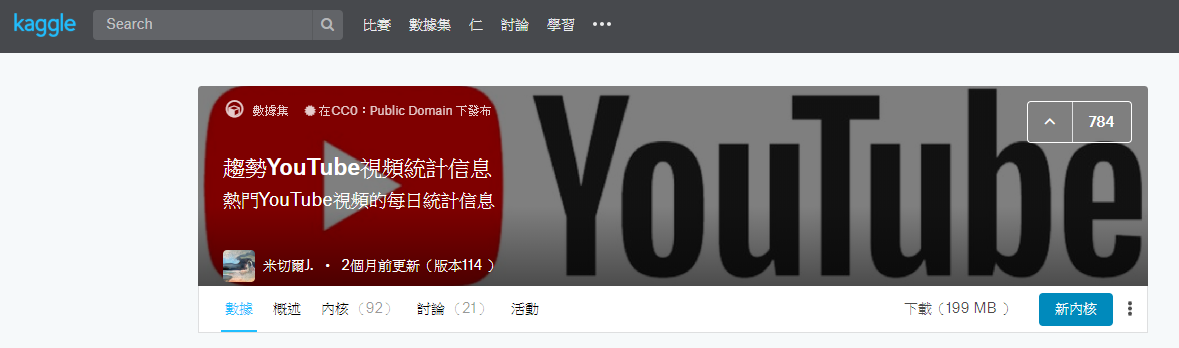 kaggle Search 比賽 數據集 仁 討論 學習 •••
數據集 在CC0：Public Domain 下發布
784
YouTube
趨勢YouTube視頻統計信息
熱門YouTube視頻的每日統計信息
米切爾J. • 2個月前更新（版本114 ）
數據 概述 內核（92） 討論（21） 活動 下載（199 MB ） 新內核